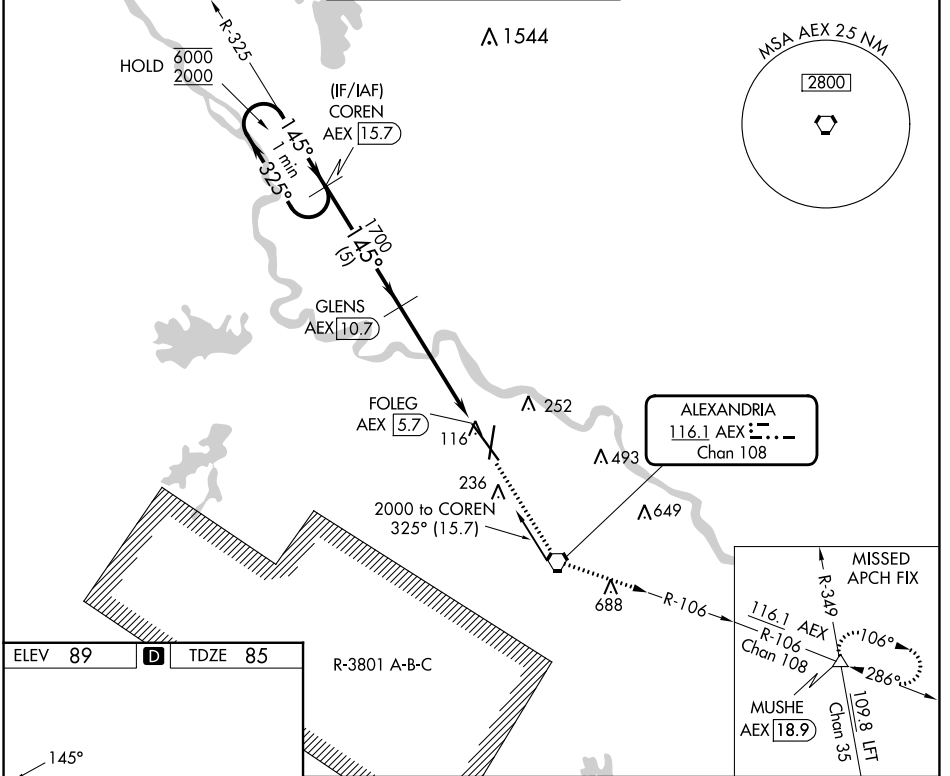 R-325
1544
HOLD 6000
2000
(IF/IAF)
COREN
AEX 15.7
MSA AEX 25 NM
2800
145°
1 min
325°
1700
145°
(5)
GLENS
AEX 10.7
FOLEG
AEX 5.7
116
252
493
ALEXANDRIA
116.1 AEX
Chan 108
236
649
2000 to COREN
325° (15.7)
688
R-106
MISSED
APCH FIX
R-349
116.1 AEX
R-106
Chan 108
106°
286°
MUSHE
AEX 18.9
109.8 LFT
Chan 35
R-3801 A-B-C
ELEV 89 D TDZE 85
145°